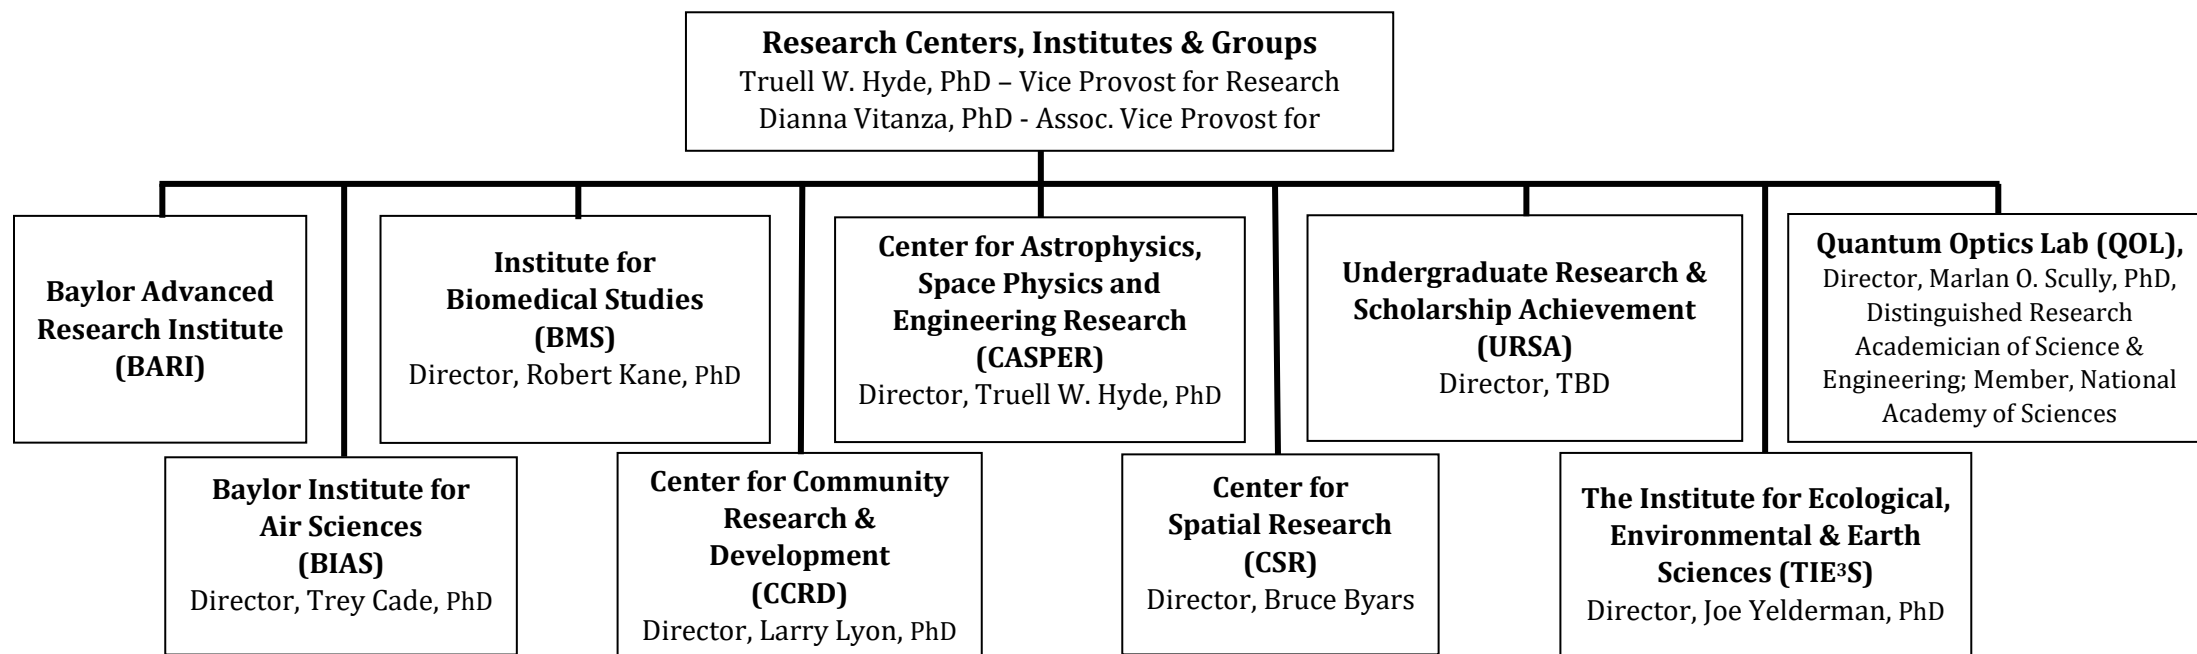 Research Centers, Institutes & Groups
Truell W. Hyde, PhD – Vice Provost for Research
Dianna Vitanza, PhD - Assoc. Vice Provost for
Baylor Advanced
Research Institute
(BARI)
Institute for
Biomedical Studies
(BMS)
Director, Robert Kane, PhD
Center for Astrophysics,
Space Physics and
Engineering Research
(CASPER)
Director, Truell W. Hyde, PhD
Undergraduate Research &
Scholarship Achievement
(URSA)
Director, TBD
Quantum Optics Lab (QOL),
Director, Marlan O. Scully, PhD,
Distinguished Research
Academician of Science &
Engineering; Member, National
Academy of Sciences
Baylor Institute for
Air Sciences
(BIAS)
Director, Trey Cade, PhD
Center for Community
Research &
Development
(CCRD)
Director, Larry Lyon, PhD
Center for
Spatial Research
(CSR)
Director, Bruce Byars
The Institute for Ecological,
Environmental & Earth
Sciences (TIE³S)
Director, Joe Yelderman, PhD